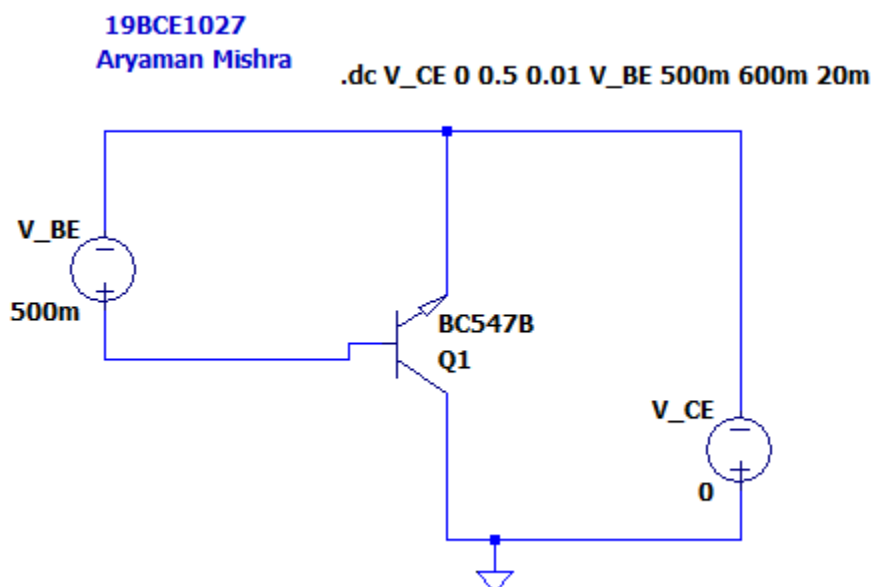 19BCE1027
Aryaman Mishra
.dc V_CE 0 0.5 0.01 V_BE 500m 600m 20m
V_BE
500m
BC547B
Q1
V_CE
0